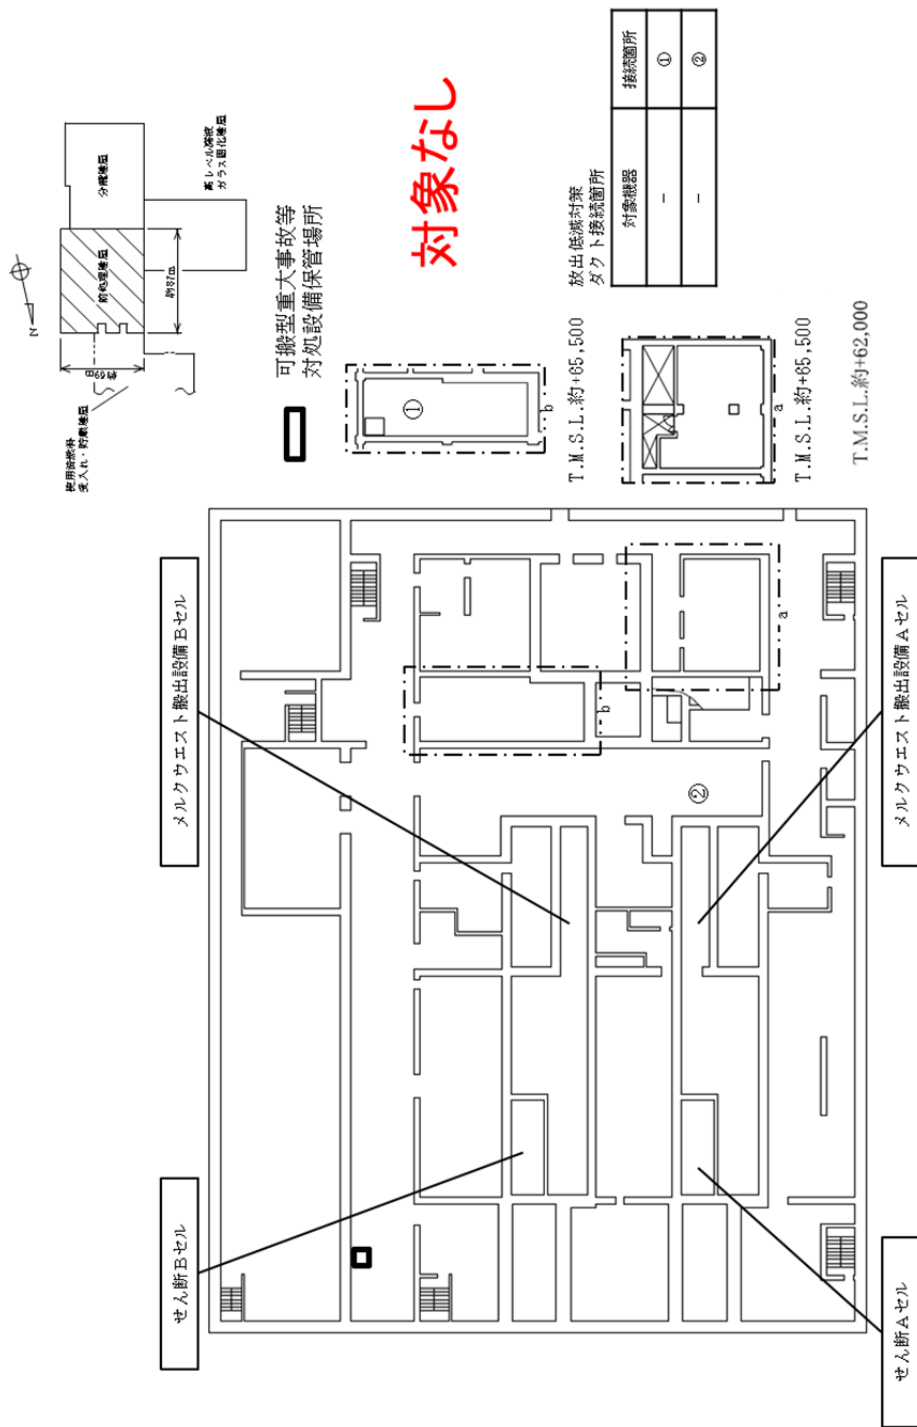 メルクウエスト搬出設備Bセル
せん断Bセル
メルクウエスト搬出設備Aセル
せん断Aセル
b
a
②
N
使用済燃料
受入れ・貯蔵建屋
前処理建屋
分離建屋
高レベル廃液
ガラス固化建屋
約69m
約87m
可搬型重大事故等
対処設備保管場所
①
b
T.M.S.L.約+65,500
a
T.M.S.L.約+65,500
T.M.S.L.約+62,000
対象なし
放出低減対策
ダクト接続箇所
対象機器 接続箇所
－ ①
－ ②